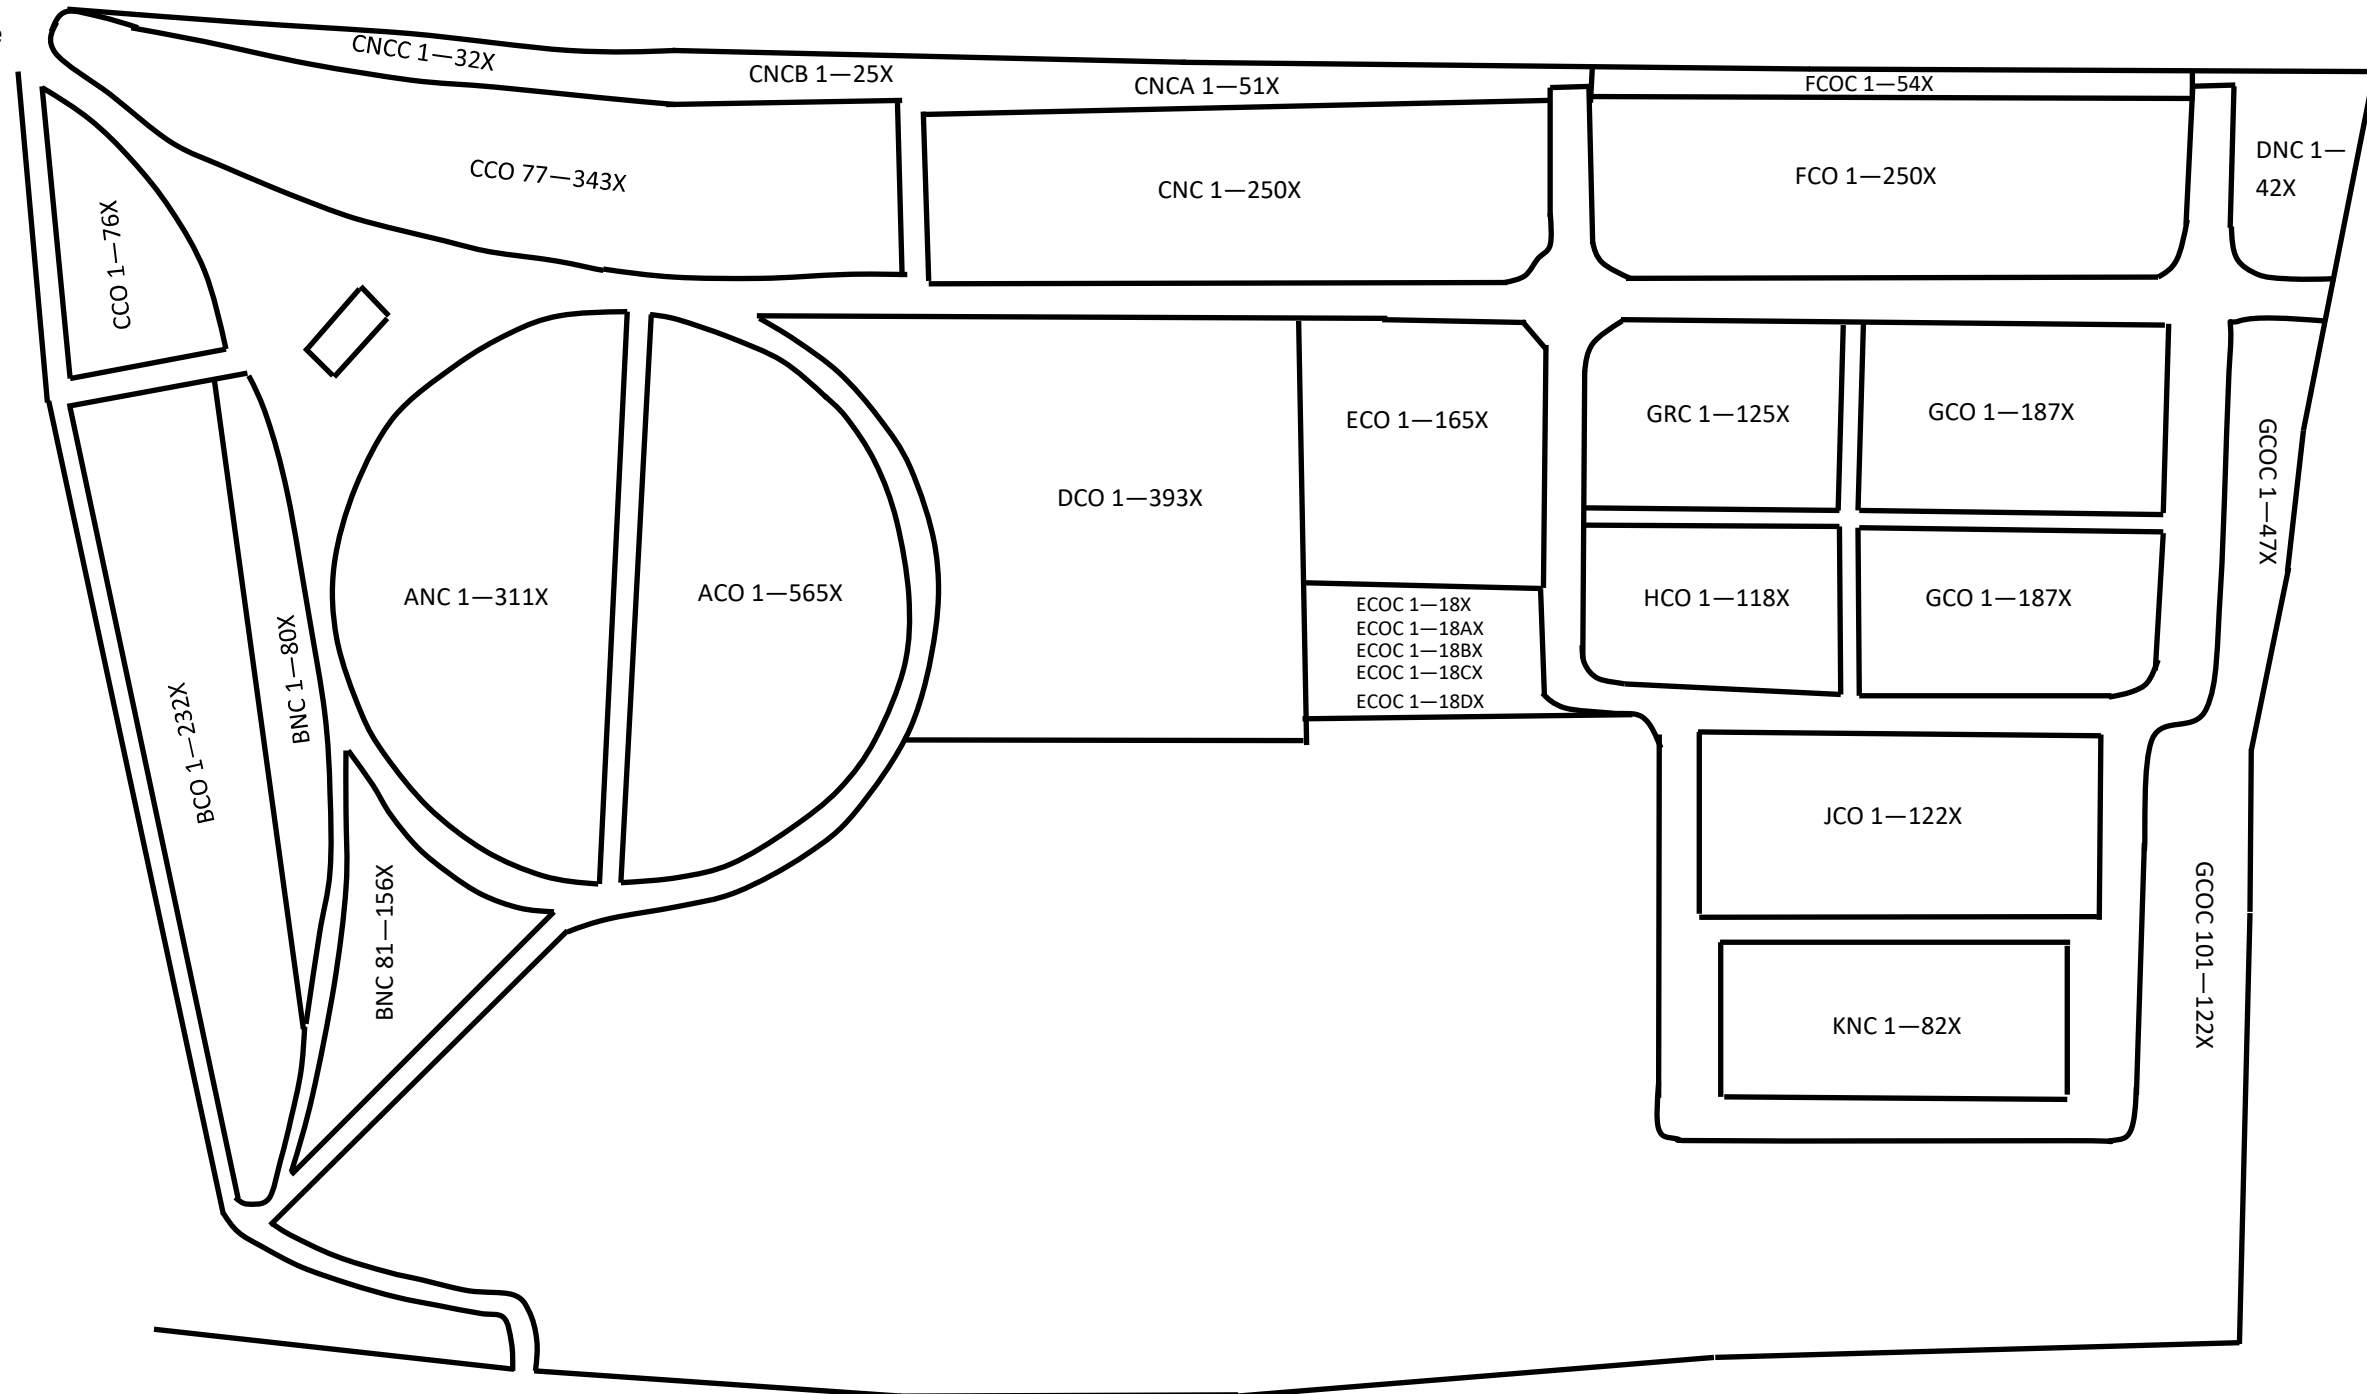 CNCC 1—32X
CNCB 1—25X
CNCA 1—51X
FCOC 1—54X
CCO 77—343X
CNC 1—250X
FCO 1—250X
DNC 1—
42X
CCO 1—76X
ECO 1—165X
GRC 1—125X
GCO 1—187X
GCOC 1—47X
DCO 1—393X
ANC 1—311X
ACO 1—565X
ECOC 1—18X
ECOC 1—18AX
ECOC 1—18BX
ECOC 1—18CX
ECOC 1—18DX
HCO 1—118X
GCO 1—187X
BCO 1—232X
BNC 1—80X
BNC 81—156X
JCO 1—122X
GCOC 101—122X
KNC 1—82X